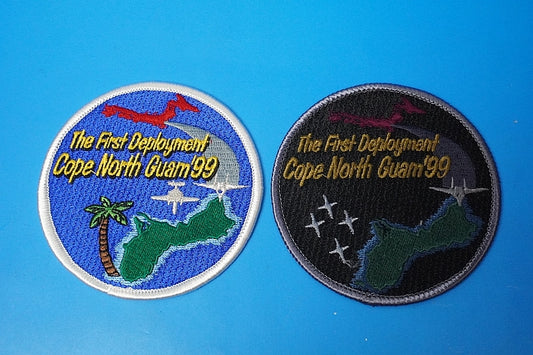 The First Deployment
Cope North Guam'99
The First Deployment
Cope North Guam'99